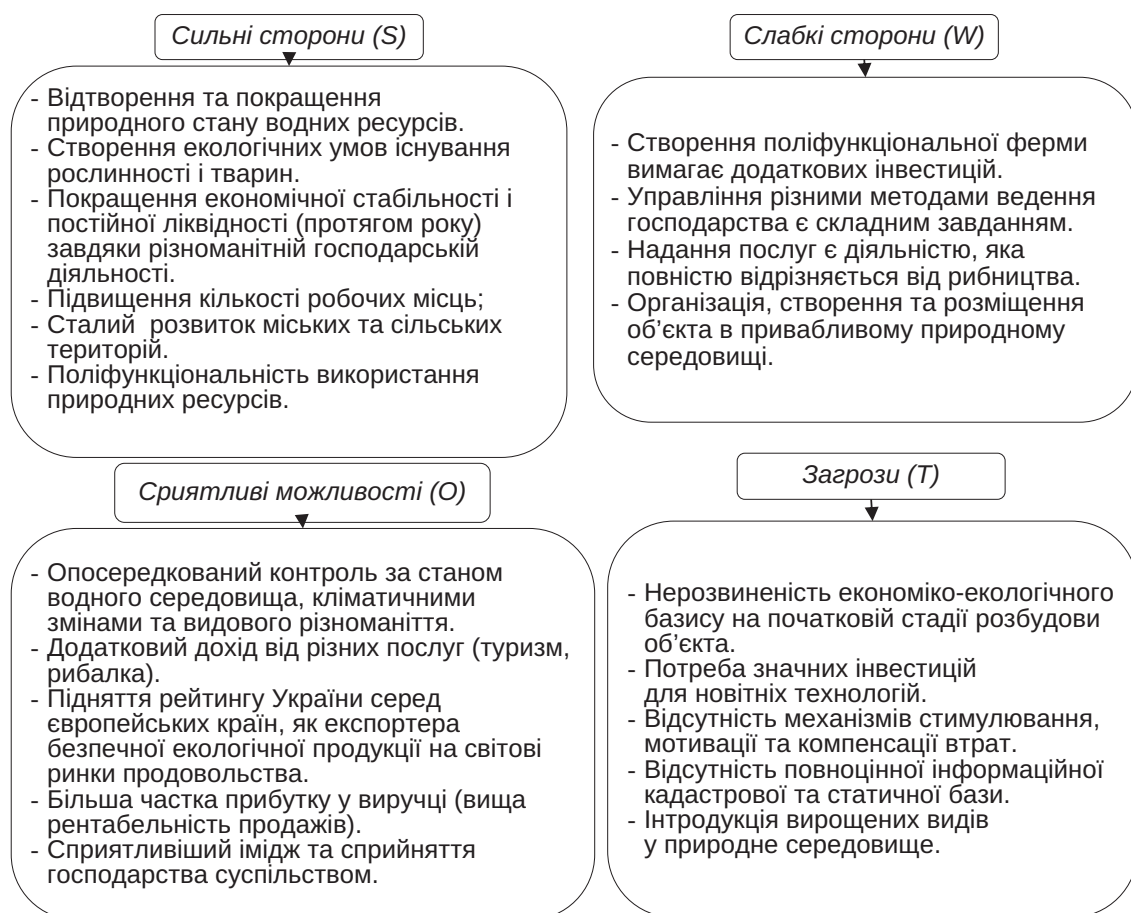 Сильні сторони (S)
- Відтворення та покращення
природного стану водних ресурсів.
- Створення екологічних умов існування
рослинності і тварин.
- Покращення економічної стабільності і
постійної ліквідності (протягом року)
завдяки різноманітній господарській
діяльності.
- Підвищення кількості робочих місць;
- Сталий розвиток міських та сільських
територій.
- Поліфункціональність використання
природних ресурсів.
Слабкі сторони (W)
- Створення поліфункціональної ферми
вимагає додаткових інвестицій.
- Управління різними методами ведення
господарства є складним завданням.
- Надання послуг є діяльністю, яка
повністю відрізняється від рибництва.
- Організація, створення та розміщення
об’єкта в привабливому природному
середовищі.
Сриятливі можливості (О)
- Опосередкований контроль за станом
водного середовища, кліматичними
змінами та видового різноманіття.
- Додатковий дохід від різних послуг (туризм,
рибалка).
- Підняття рейтингу України серед
європейських країн, як експортера
безпечної екологічної продукції на світові
ринки продовольства.
- Більша частка прибутку у виручці (вища
рентабельність продажів).
- Сприятливіший імідж та сприйняття
господарства суспільством.
Загрози (Т)
- Нерозвиненість економіко-екологічного
базису на початковій стадії розбудови
об’єкта.
- Потреба значних інвестицій
для новітніх технологій.
- Відсутність механізмів стимулювання,
мотивації та компенсації втрат.
- Відсутність повноцінної інформаційної
кадастрової та статичної бази.
- Інтродукція вирощених видів
у природне середовище.